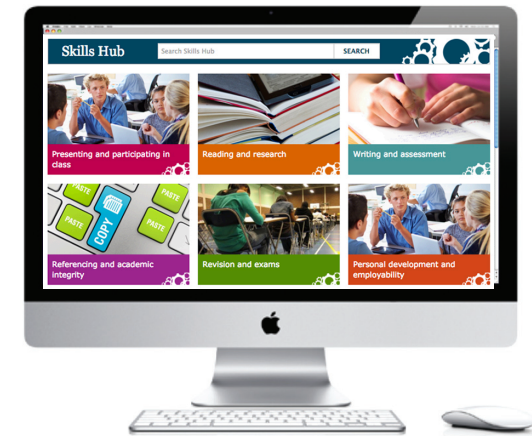 Skills Hub
Search Skills Hub
SEARCH
Presenting and participating in
class
Reading and research
Writing and assessment
PASTE
PASTE
PASTE
COPY
Referencing and academic
integrity
Revision and exams
Personal development and
employability